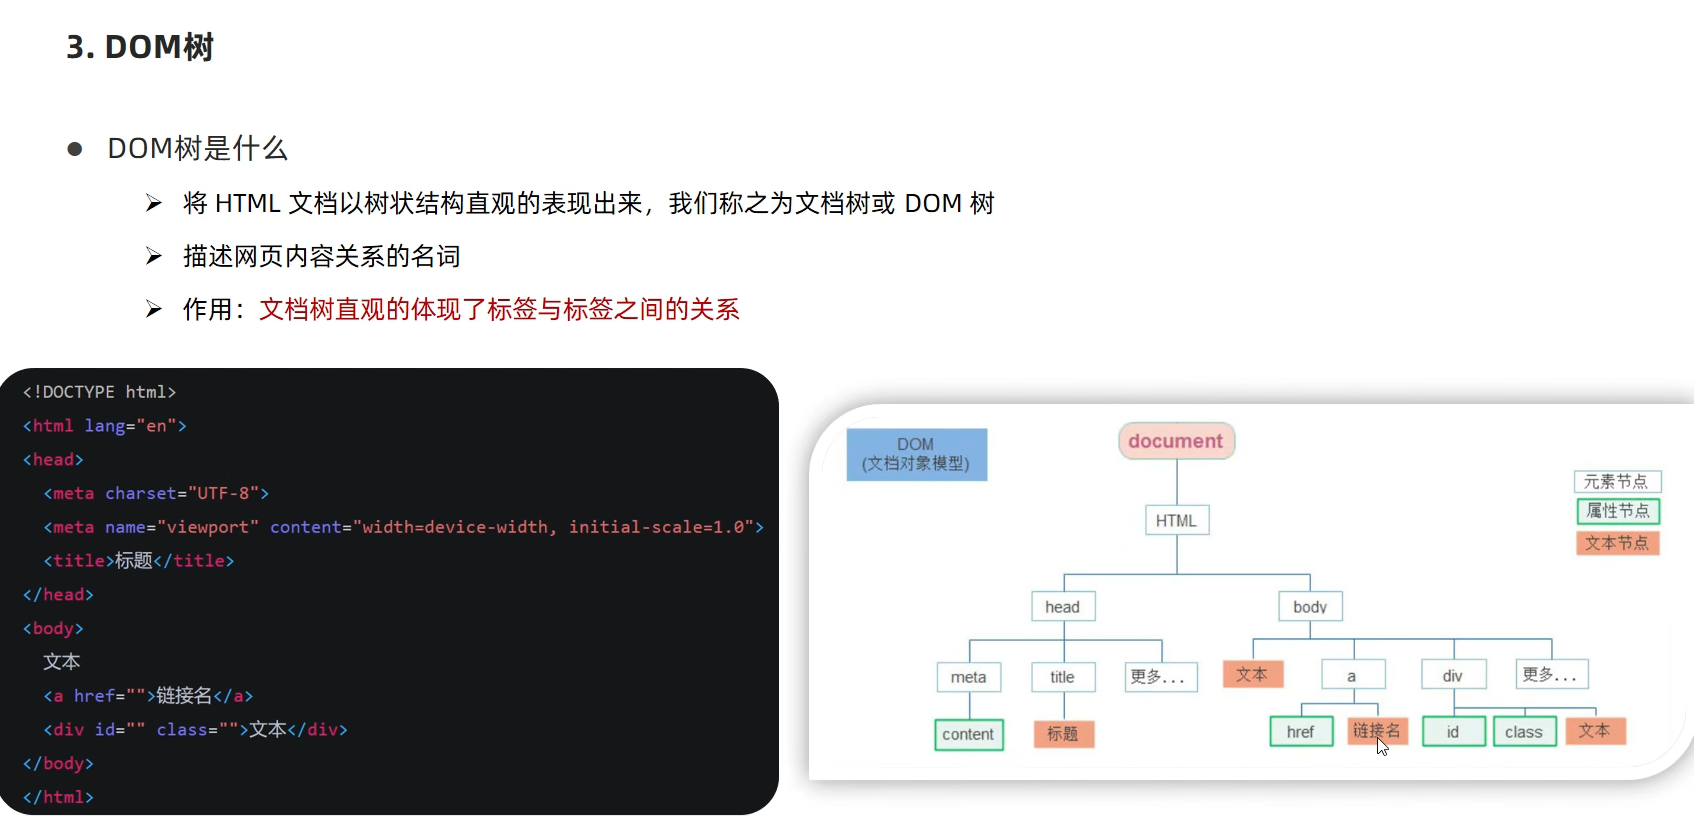 3. DOM树
● DOM树是什么
➢ 将 HTML 文档以树状结构直观的表现出来，我们称之为文档树或 DOM 树
➢ 描述网页内容关系的名词
➢ 作用：文档树直观的体现了标签与标签之间的关系
<!DOCTYPE html>
<html lang="en">
<head>
<meta charset="UTF-8">
<meta name="viewport" content="width=device-width, initial-scale=1.0">
<title>标题</title>
</head>
<body>
文本
<a href="">链接名</a>
<div id="" class="">文本</div>
</body>
</html>
DOM
(文档对象模型)
document
元素节点
属性节点
文本节点
HTML
head
body
meta
title
更多...
文本
a
div
更多...
content
标题
href
链接名
id
class
文本